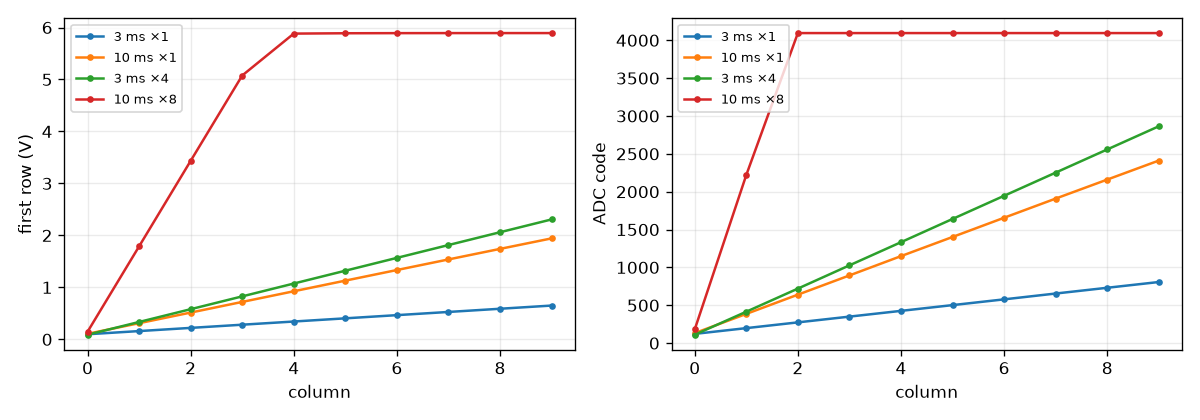 6
5
4
3
2
1
0
first row (V)
0
2
4
6
8
column
3 ms ×1
10 ms ×1
3 ms ×4
10 ms ×8
4000
3500
3000
2500
2000
1500
1000
500
0
ADC code
0
2
4
6
8
column
3 ms ×1
10 ms ×1
3 ms ×4
10 ms ×8